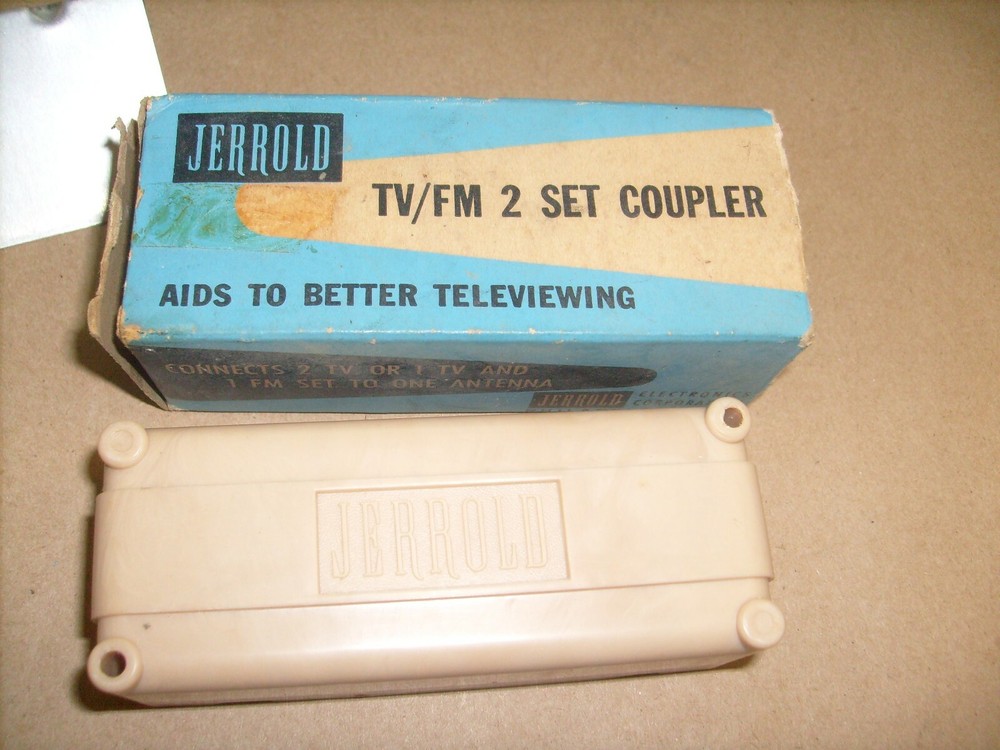 JERROLD
TV/FM 2 SET COUPLER
AIDS TO BETTER TELEVIEWING
CONNECTS 2 TV OR 1 TV AND
1 FM SET TO ONE ANTENNA
JERROLD ELECTRONICS
JERROLD